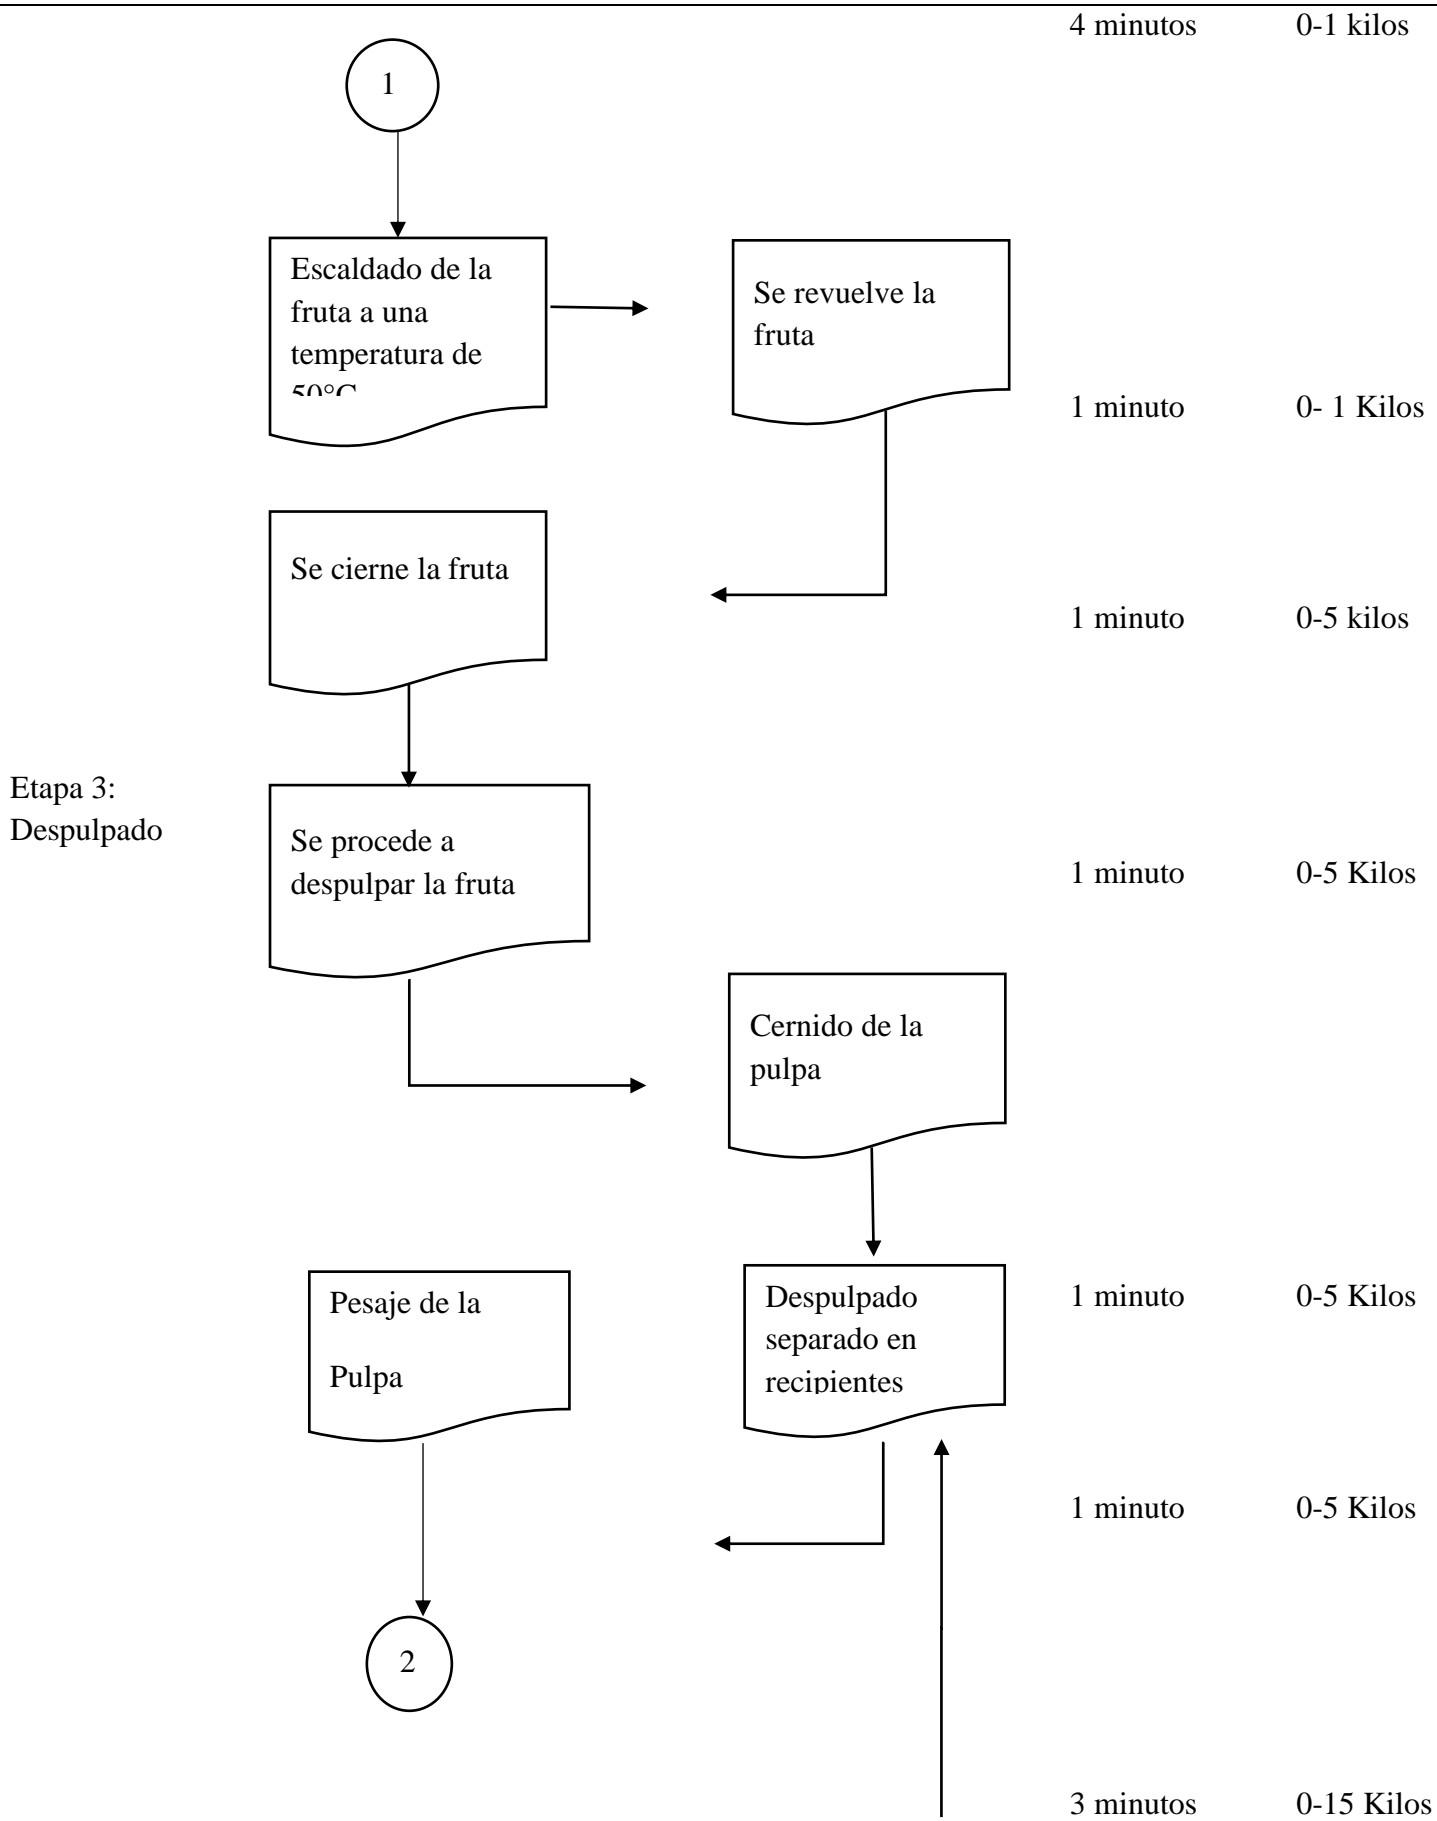 4 minutos 0-1 kilos
1
Escaldado de la
fruta a una
temperatura de
50°C
Se revuelve la
fruta
1 minuto 0- 1 Kilos
Se cierne la fruta
1 minuto 0-5 kilos
Etapa 3:
Despulpado
Se procede a
despulpar la fruta
1 minuto 0-5 Kilos
Cernido de la
pulpa
Pesaje de la
Pulpa
Despulpado
separado en
recipientes
1 minuto 0-5 Kilos
1 minuto 0-5 Kilos
2
3 minutos 0-15 Kilos